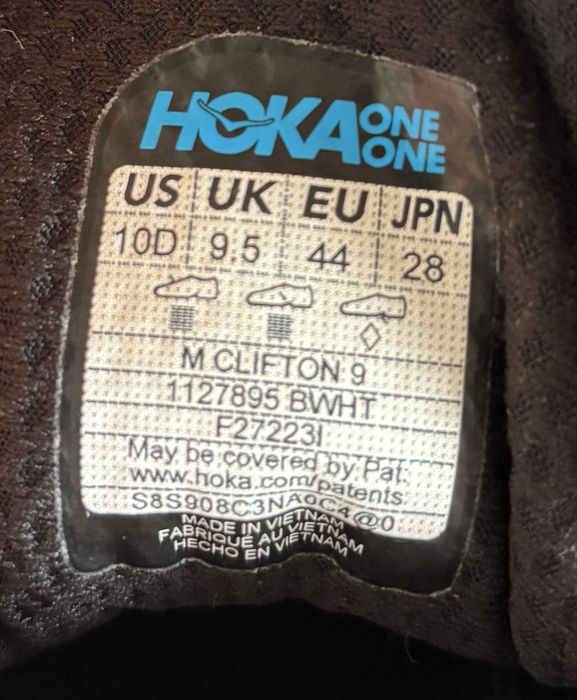 HOKA ONE ONE
US UK EU JPN
10D 9.5 44 28
M CLIFTON 9
1127895 BWHT
F27223I
May be covered by Pat:
www.hoka.com/patents
S8S908C3NA0C4@0
MADE IN VIETNAM
FABRIQUÉ AU VIETNAM
HECHO EN VIETNAM